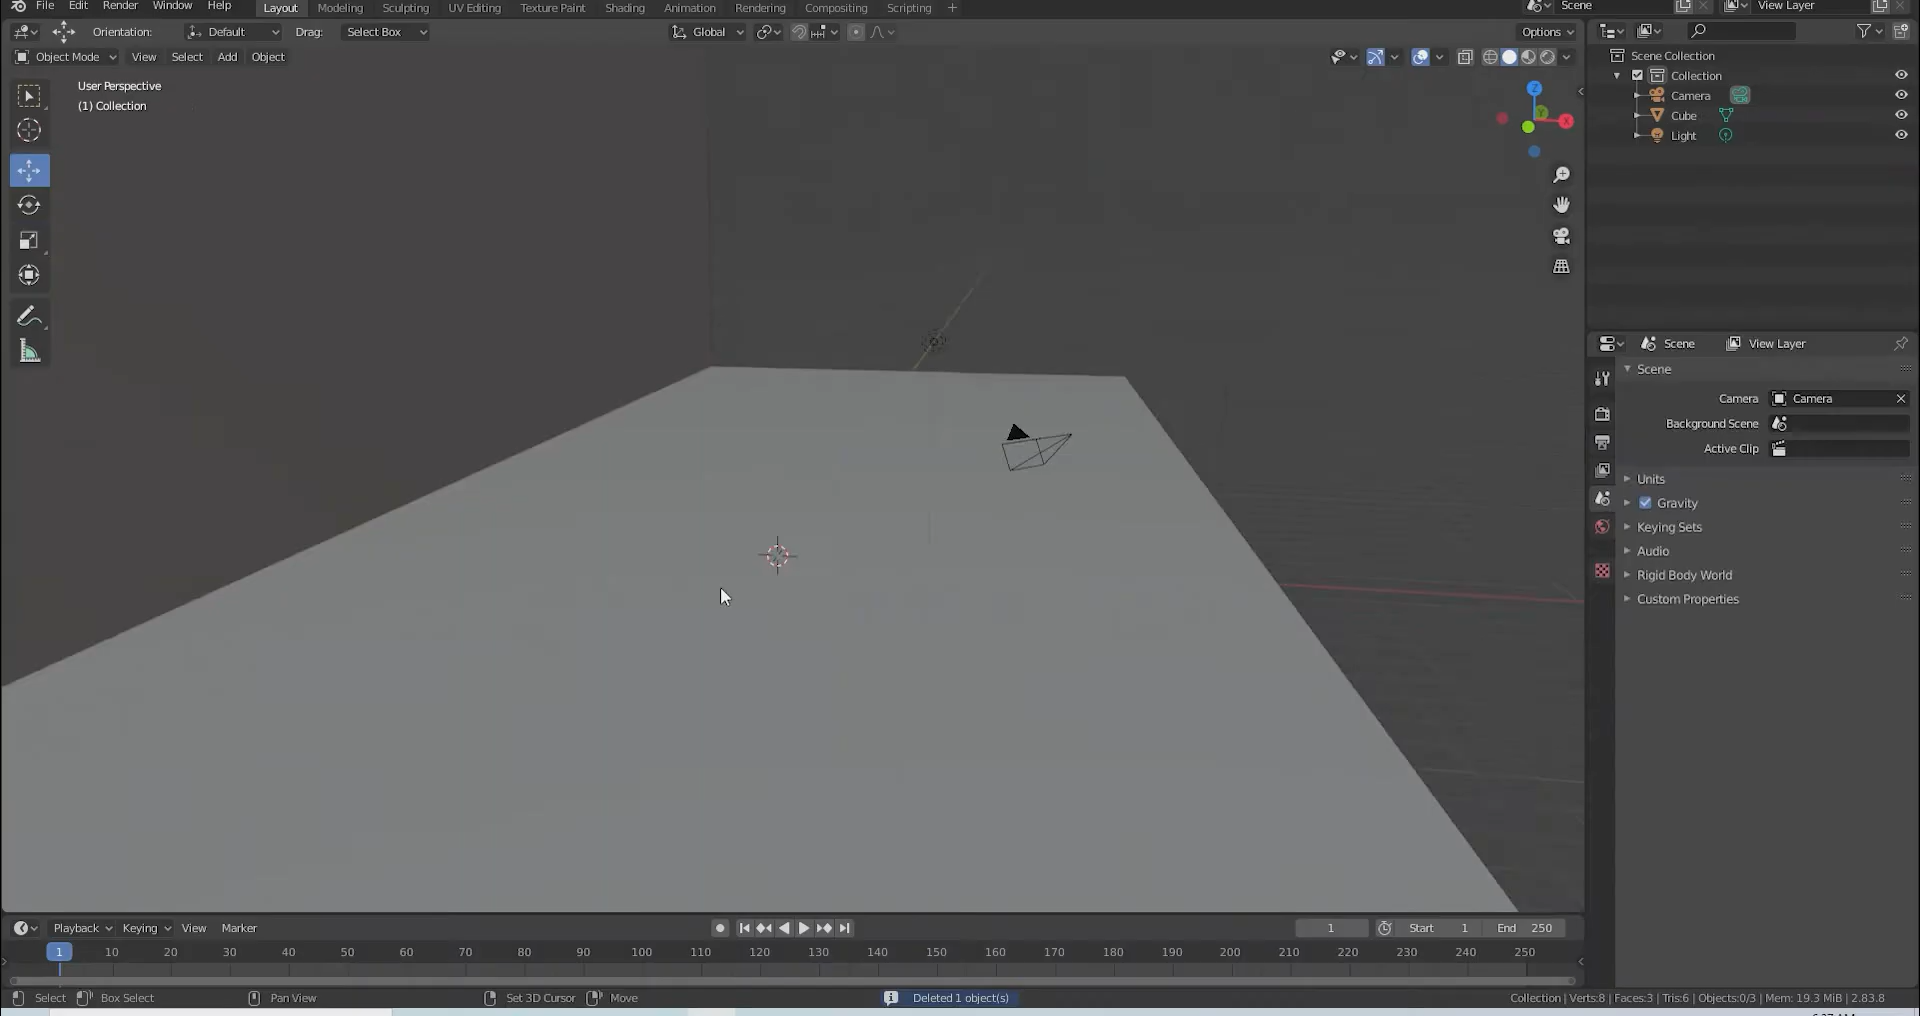 File Edit Render Window Help Layout Modeling Sculpting UV Editing Texture Paint Shading Animation Rendering Compositing Scripting + Scene View Layer
Orientation: Default Drag: Select Box Global Options
Object Mode View Select Add Object
User Perspective
(1) Collection
Z
Y
X
Scene Collection
Collection
Camera
Cube
Light
Scene View Layer
Scene
Camera Camera
Background Scene
Active Clip
Units
Gravity
Keying Sets
Audio
Rigid Body World
Custom Properties
Playback Keying View Marker 1 Start 1 End 250
1 10 20 30 40 50 60 70 80 90 100 110 120 130 140 150 160 170 180 190 200 210 220 230 240 250
Select Box Select Pan View Set 3D Cursor Move Deleted 1 object(s) Collection | Verts:8 | Faces:3 | Tris:6 | Objects:0/3 | Mem: 19.3 MiB | 2.83.8